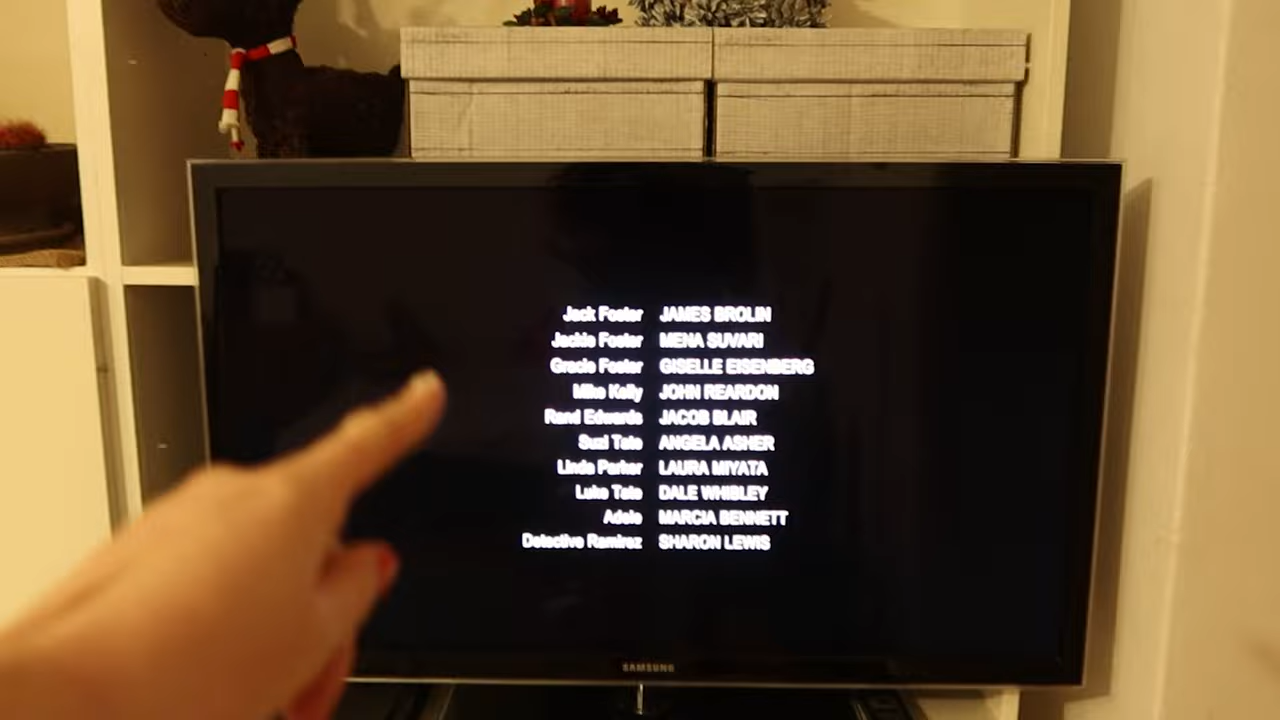 Jack Foster JAMES BROLIN
Jackie Foster MENA SUVARI
Gracie Foster GISELLE EISENBERG
Mike Kelly JOHN REARDON
Rand Edwards JACOB BLAIR
Suzi Tate ANGELA ASHER
Linda Parker LAURA MIYATA
Luke Tate DALE WHIBLEY
Adele MARCIA BENNETT
Detective Ramirez SHARON LEWIS
SAMSUNG